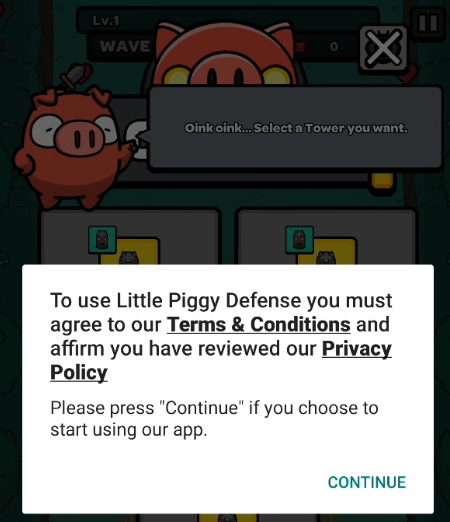 Lv.1
WAVE
0
Oink oink... Select a Tower you want.
To use Little Piggy Defense you must
agree to our Terms & Conditions and
affirm you have reviewed our Privacy
Policy
Please press "Continue" if you choose to
start using our app.
CONTINUE